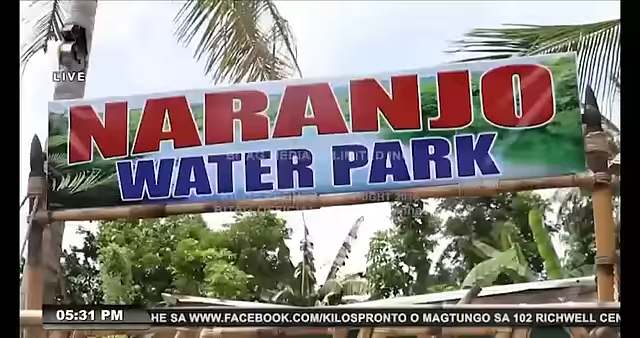 LIVE
NARANJO
WATER PARK
05:31 PM
HE SA WWW.FACEBOOK.COM/KILOSPRONTO O MAGTUNGO SA 102 RICHWELL CEN